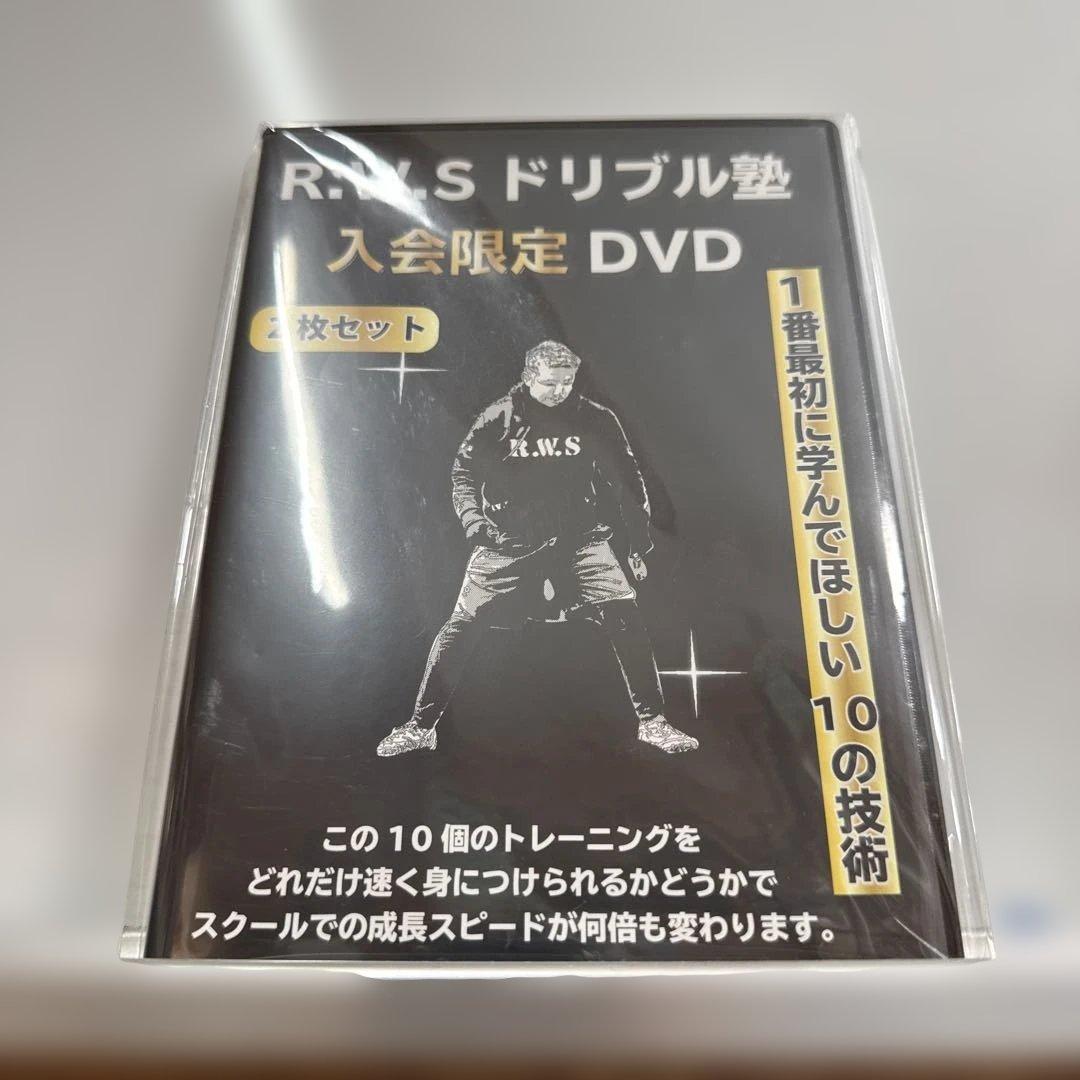 R.W.S ドリブル塾
入会限定 DVD
2枚セット
1番最初に学んでほしい10の技術
R.W.S
この10個のトレーニングを
どれだけ速く身につけられるかどうかで
スクールでの成長スピードが何倍も変わります。